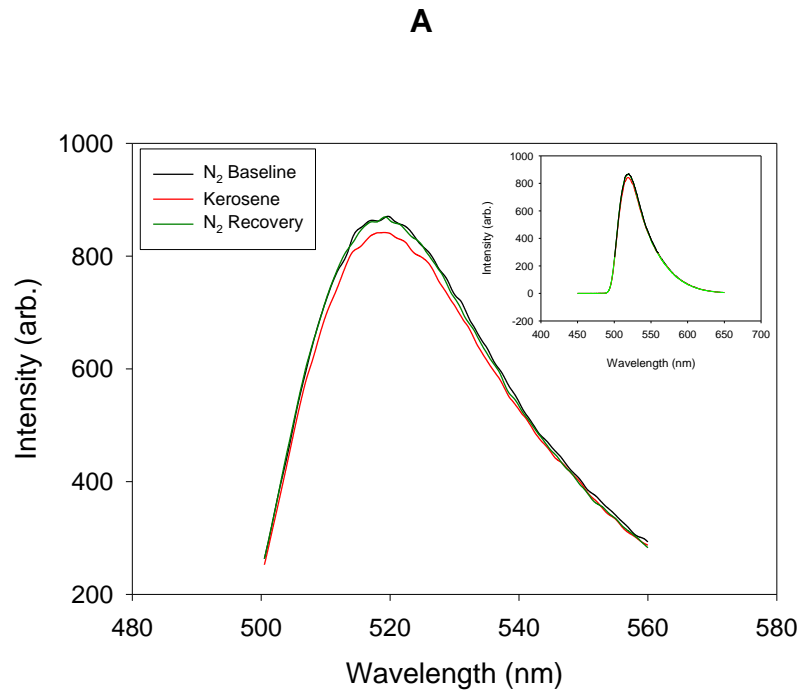 A
1000
800
600
400
200
Intensity (arb.)
N₂ Baseline
Kerosene
N₂ Recovery
1000
800
600
400
200
0
-200
Intensity (arb.)
400 450 500 550 600 650 700
Wavelength (nm)
480 500 520 540 560 580
Wavelength (nm)